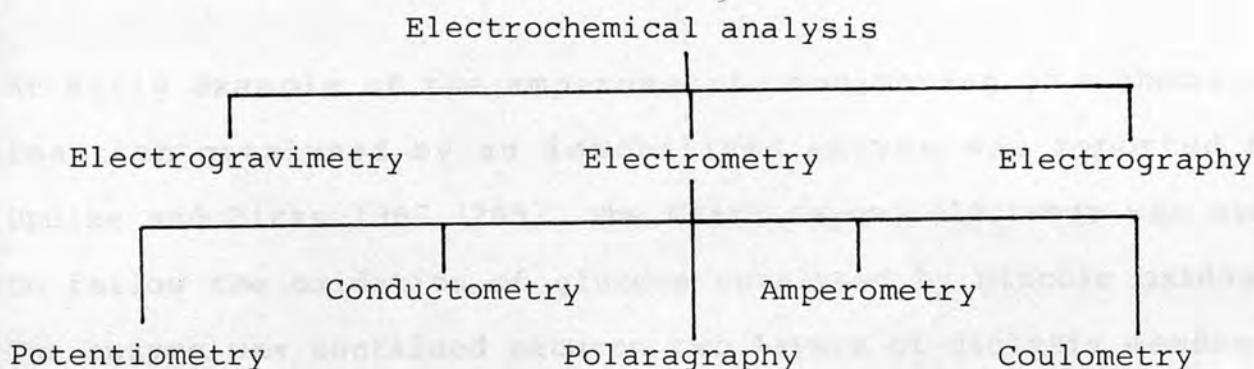 Electrochemical analysis
Electrogravimetry Electrometry Electrography
Conductometry Amperometry
Potentiometry Polaragraphy Coulometry